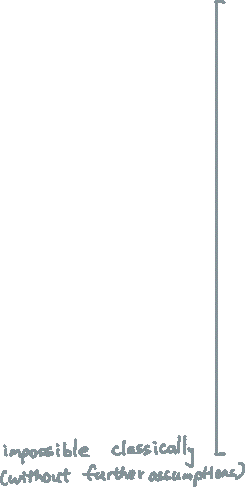 impossible classically
(without further assumptions)